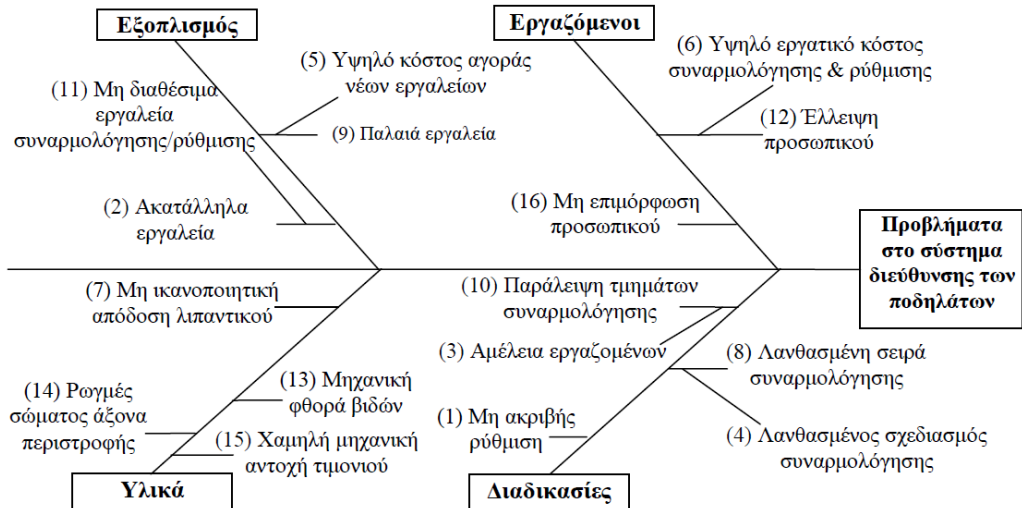 Εξοπλισμός
Εργαζόμενοι
(5) Υψηλό κόστος αγοράς
νέων εργαλείων
(11) Μη διαθέσιμα
εργαλεία
συναρμολόγησης/ρύθμισης
(9) Παλαιά εργαλεία
(2) Ακατάλληλα
εργαλεία
(6) Υψηλό εργατικό κόστος
συναρμολόγησης & ρύθμισης
(12) Έλλειψη
προσωπικού
(16) Μη επιμόρφωση
προσωπικού
Προβλήματα
στο σύστημα
διεύθυνσης των
ποδηλάτων
(7) Μη ικανοποιητική
απόδοση λιπαντικού
(13) Μηχανική
φθορά βιδών
(14) Ρωγμές
σώματος άξονα
περιστροφής
(15) Χαμηλή μηχανική
αντοχή τιμονιού
(10) Παράλειψη τμημάτων
συναρμολόγησης
(3) Αμέλεια εργαζομένων
(8) Λανθασμένη σειρά
συναρμολόγησης
(1) Μη ακριβής
ρύθμιση
(4) Λανθασμένος σχεδιασμός
συναρμολόγησης
Υλικά
Διαδικασίες